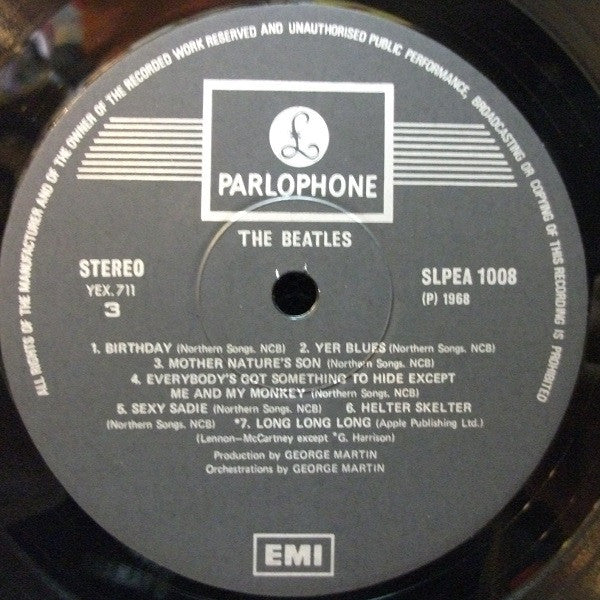 ALL RIGHTS OF THE MANUFACTURER AND OF THE OWNER OF THE RECORDED WORK RESERVED AND UNAUTHORISED PUBLIC PERFORMANCE, BROADCASTING OR COPYING OF THIS RECORDING IS PROHIBITED
£
PARLOPHONE
THE BEATLES
STEREO
YEX.711
3
SLPEA 1008
(P) 1968
1. BIRTHDAY (Northern Songs. NCB) 2. YER BLUES (Northern Songs. NCB)
3. MOTHER NATURE'S SON (Northern Songs. NCB)
4. EVERYBODY'S GOT SOMETHING TO HIDE EXCEPT
ME AND MY MONKEY (Northern Songs. NCB)
5. SEXY SADIE (Northern Songs. NCB) 6. HELTER SKELTER
(Northern Songs. NCB) *7. LONG LONG LONG (Apple Publishing Ltd.)
(Lennon-McCartney except *G. Harrison)
Production by GEORGE MARTIN
Orchestrations by GEORGE MARTIN
EMI